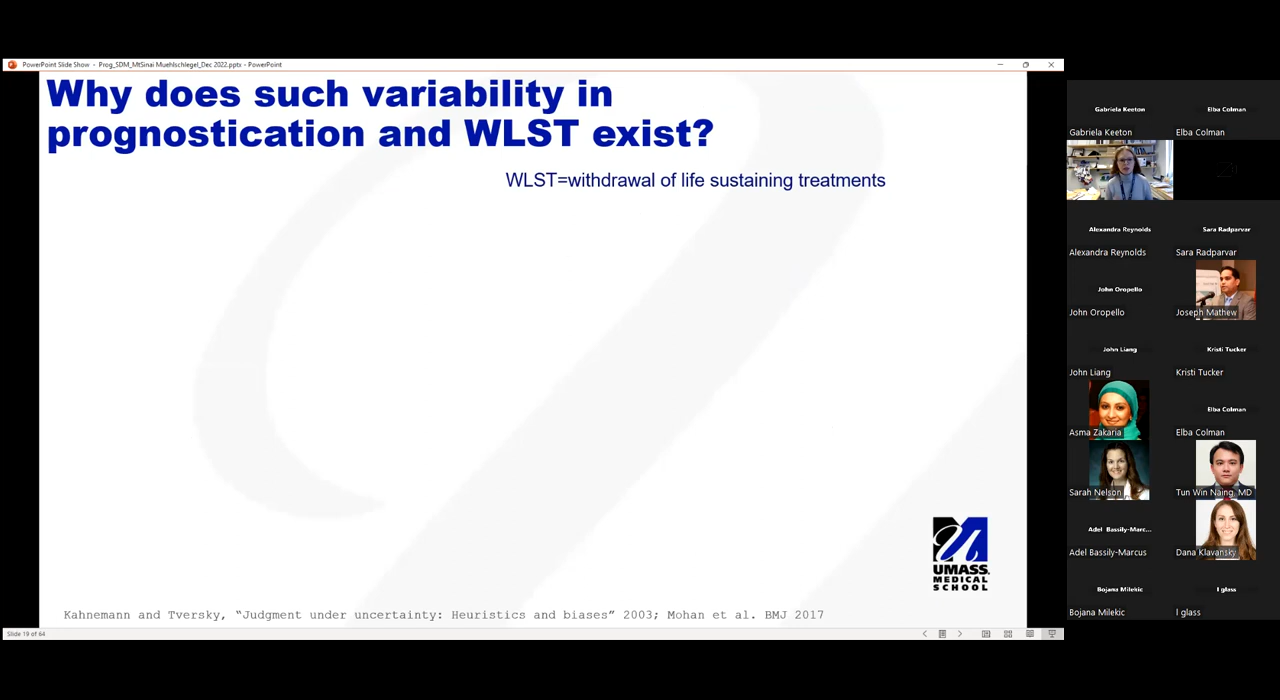 PowerPoint Slide Show - Prog_SDM_MtSinai Muehlschlegel_Dec 2022.pptx - PowerPoint
Why does such variability in
prognostication and WLST exist?
WLST=withdrawal of life sustaining treatments
UMASS
MEDICAL
SCHOOL
Kahnemann and Tversky, “Judgment under uncertainty: Heuristics and biases” 2003; Mohan et al. BMJ 2017
Slide 19 of 64
Gabriela Keeton
Elba Colman
Gabriela Keeton
Elba Colman
Alexandra Reynolds
Sara Radparvar
Alexandra Reynolds
Sara Radparvar
John Oropello
John Oropello
Joseph Mathew
John Liang
Kristi Tucker
John Liang
Kristi Tucker
Elba Colman
Asma Zakaria
Elba Colman
Sarah Nelson
Tun Win Naing, MD
Adel Bassily-Marc...
Adel Bassily-Marcus
Dana Klavansky
Bojana Milekic
l glass
Bojana Milekic
l glass